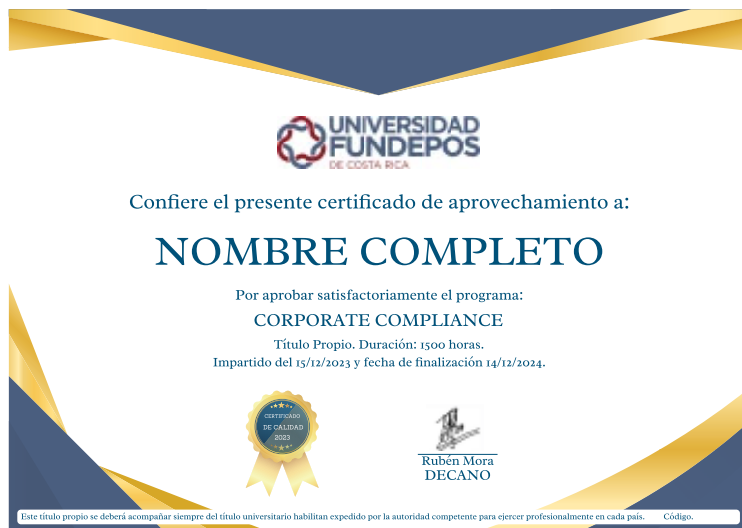 UNIVERSIDAD
FUNDEPOS
DE COSTA RICA
Confiere el presente certificado de aprovechamiento a:
NOMBRE COMPLETO
Por aprobar satisfactoriamente el programa:
CORPORATE COMPLIANCE
Título Propio. Duración: 1500 horas.
Impartido del 15/12/2023 y fecha de finalización 14/12/2024.
CERTIFICADO
DE CALIDAD
2023
Rubén Mora
DECANO
Este título propio se deberá acompañar siempre del título universitario habilitan expedido por la autoridad competente para ejercer profesionalmente en cada país. Código.